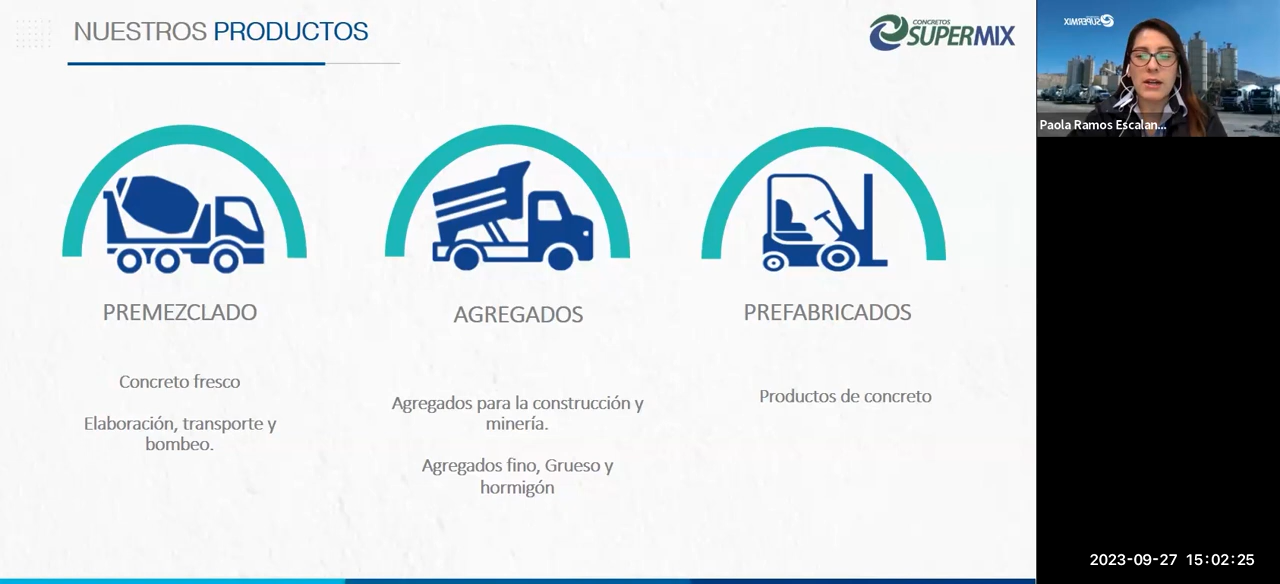 NUESTROS PRODUCTOS
CONCRETOS
SUPERMIX
SUPERMIX
Paola Ramos Escalan...
PREMEZCLADO
AGREGADOS
PREFABRICADOS
Concreto fresco
Elaboración, transporte y
bombeo.
Agregados para la construcción y
minería.
Agregados fino, Grueso y
hormigón
Productos de concreto
2023-09-27 15:02:25